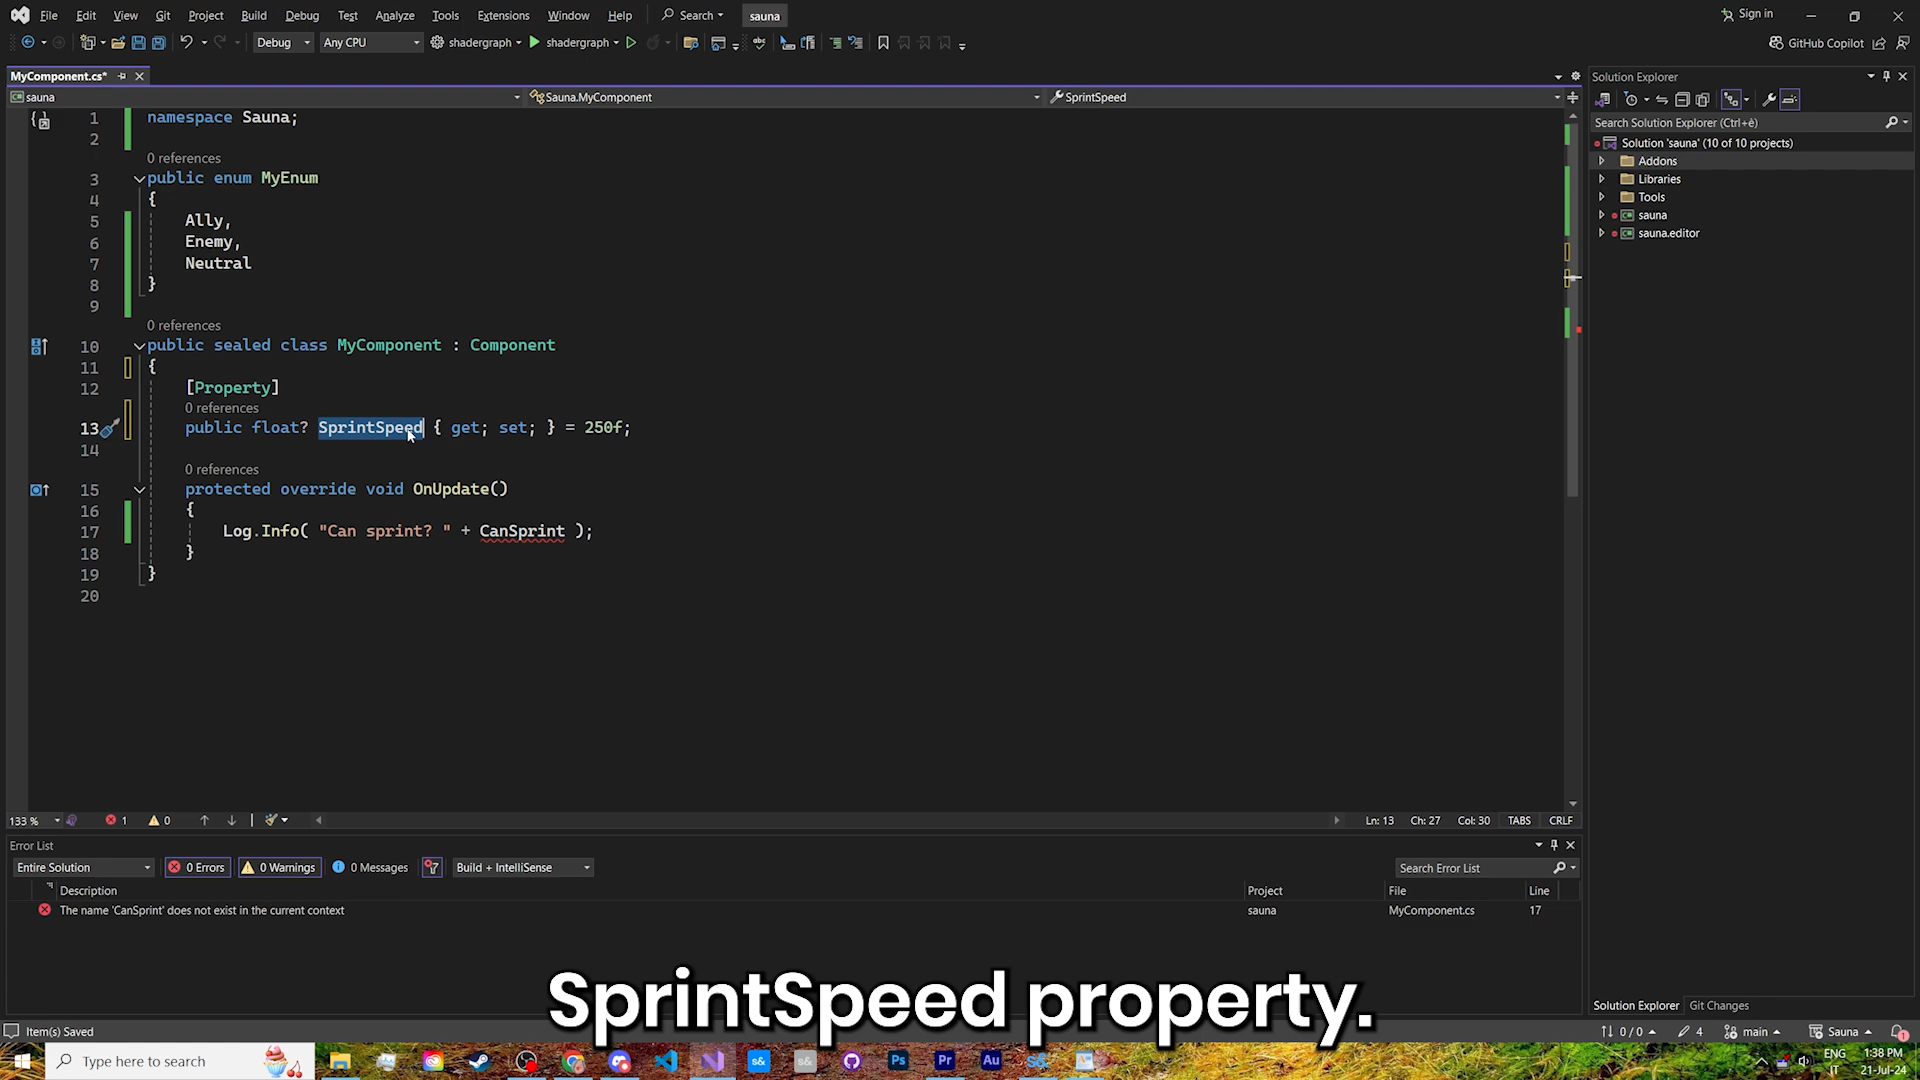 File Edit View Git Project Build Debug Test Analyze Tools Extensions Window Help Search sauna Sign in
Debug Any CPU shadergraph shadergraph GitHub Copilot
MyComponent.cs*
sauna Sauna.MyComponent SprintSpeed
1 namespace Sauna;
2
0 references
3 public enum MyEnum
4 {
5 Ally,
6 Enemy,
7 Neutral
8 }
9
0 references
10 public sealed class MyComponent : Component
11 {
12 [Property]
0 references
13 public float? SprintSpeed { get; set; } = 250f;
14
0 references
15 protected override void OnUpdate()
16 {
17 Log.Info( "Can sprint? " + CanSprint );
18 }
19 }
20
133 % 1 0 Ln: 13 Ch: 27 Col: 30 TABS CRLF
Error List
Entire Solution 0 Errors 0 Warnings 0 Messages Build + IntelliSense Search Error List
Description Project File Line
The name 'CanSprint' does not exist in the current context sauna MyComponent.cs 17
Solution Explorer
Search Solution Explorer (Ctrl+è)
Solution 'sauna' (10 of 10 projects)
Addons
Libraries
Tools
sauna
sauna.editor
Solution Explorer Git Changes
SprintSpeed property.
Item(s) Saved 0 / 0 4 main Sauna 1
Type here to search s& s& Ps Pr Au s& ENG 1:38 PM
IT 21-Jul-24